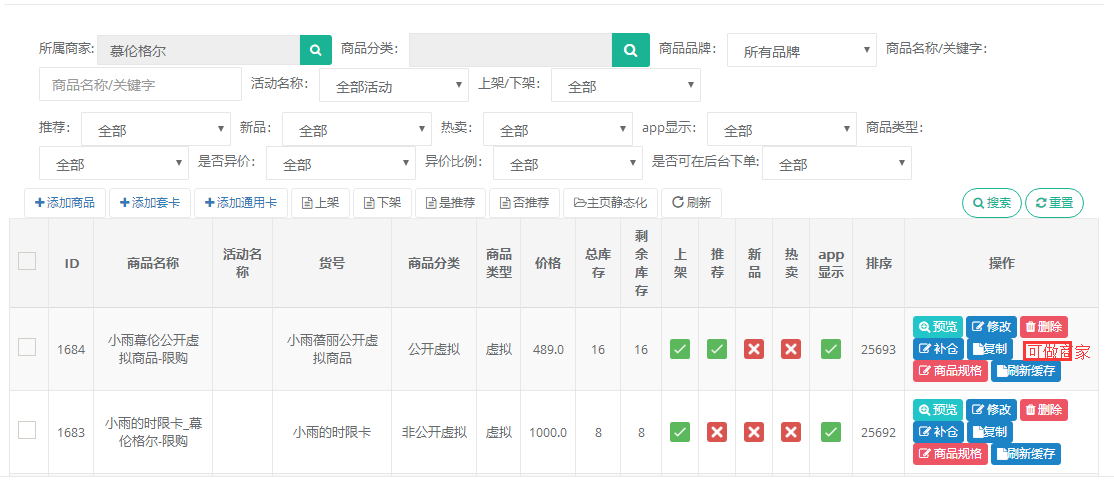 所属商家: 慕伦格尔 商品分类: 商品品牌: 所有品牌 商品名称/关键字:
商品名称/关键字 活动名称: 全部活动 上架/下架: 全部
推荐: 全部 新品: 全部 热卖: 全部 app显示: 全部 商品类型:
全部 是否异价: 全部 异价比例: 全部 是否可在后台下单: 全部
添加商品 添加套卡 添加通用卡 上架 下架 是推荐 否推荐 主页静态化 刷新 搜索 重置
ID 商品名称 活动名称 货号 商品分类 商品类型 价格 总库存 剩余库存 上架 推荐 新品 热卖 app显示 排序 操作
1684 小雨幕伦公开虚拟商品-限购 小雨蓓丽公开虚拟商品 公开虚拟 虚拟 489.0 16 16 25693
预览 修改 删除
补仓 复制 可做商家
商品规格 刷新缓存
1683 小雨的时限卡_幕伦格尔-限购 小雨的时限卡 非公开虚拟 虚拟 1000.0 8 8 25692
预览 修改 删除
补仓 复制
商品规格 刷新缓存